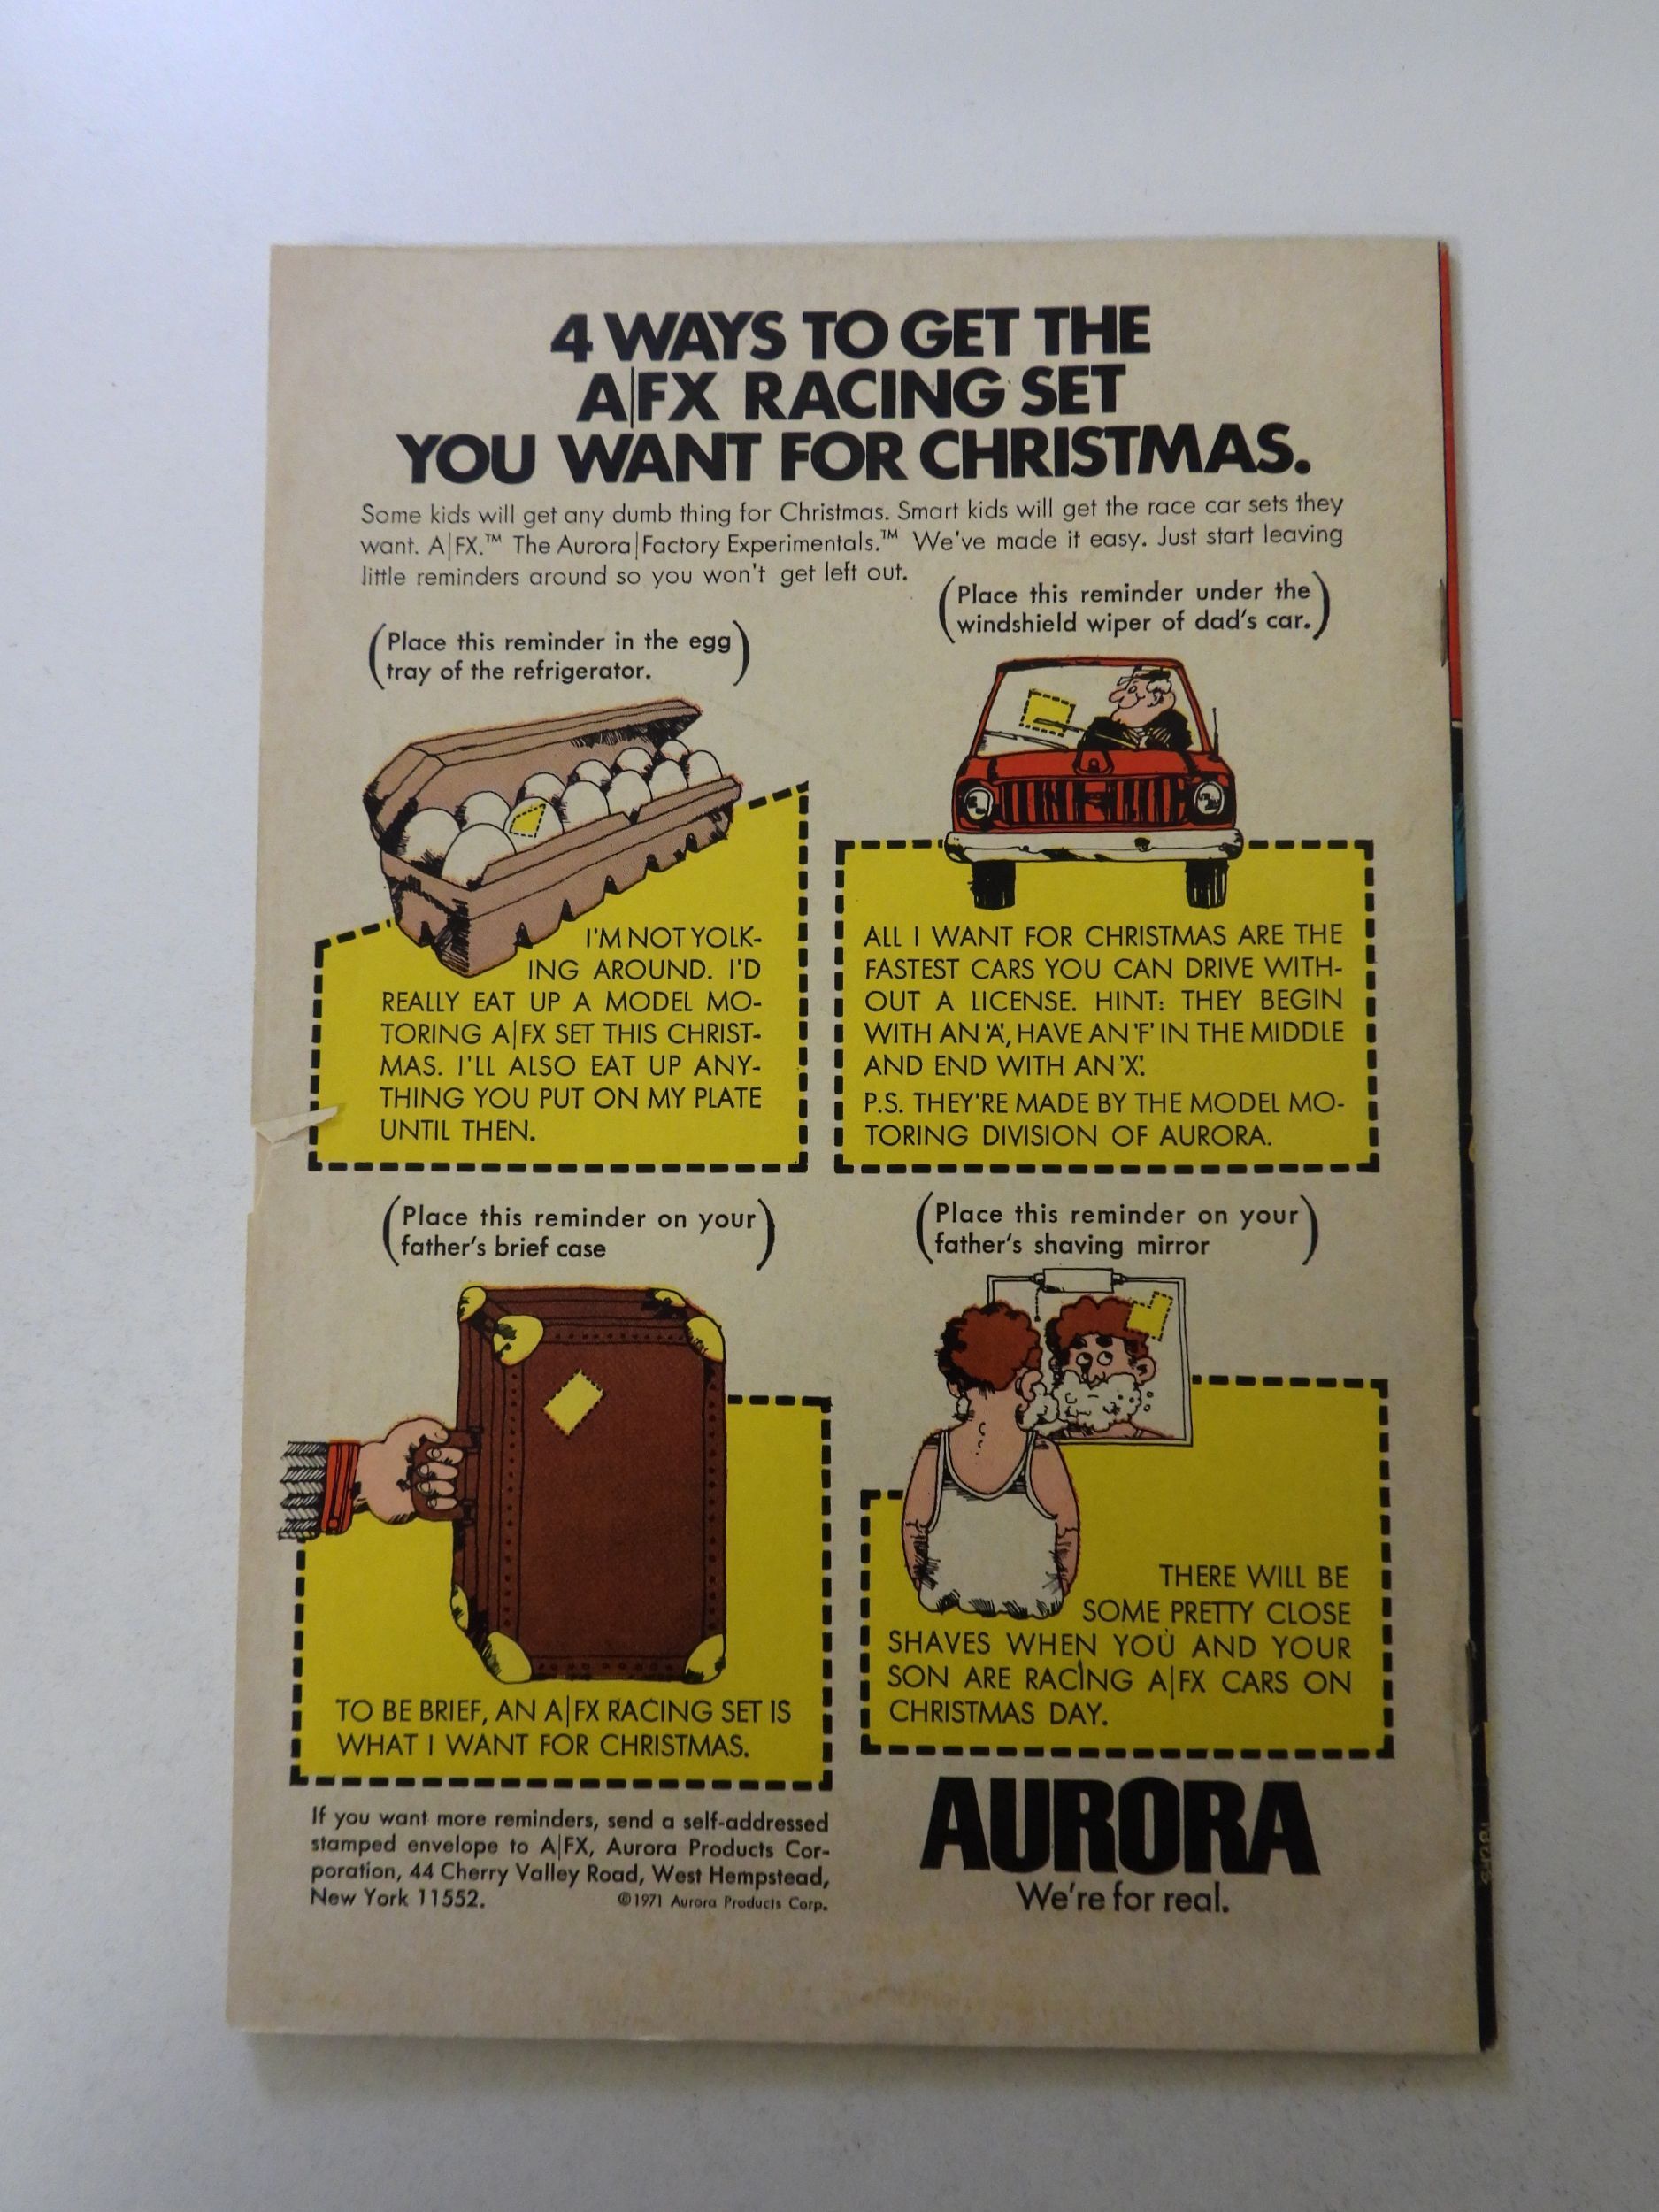 4 WAYS TO GET THE
A|FX RACING SET
YOU WANT FOR CHRISTMAS.
Some kids will get any dumb thing for Christmas. Smart kids will get the race car sets they
want. A|FX.™ The Aurora|Factory Experimentals.™ We've made it easy. Just start leaving
little reminders around so you won't get left out.
(Place this reminder in the egg
tray of the refrigerator.)
I'M NOT YOLK-
ING AROUND. I'D
REALLY EAT UP A MODEL MO-
TORING A|FX SET THIS CHRIST-
MAS. I'LL ALSO EAT UP ANY-
THING YOU PUT ON MY PLATE
UNTIL THEN.
(Place this reminder under the
windshield wiper of dad's car.)
ALL I WANT FOR CHRISTMAS ARE THE
FASTEST CARS YOU CAN DRIVE WITH-
OUT A LICENSE. HINT: THEY BEGIN
WITH AN 'A', HAVE AN 'F' IN THE MIDDLE
AND END WITH AN 'X'.
P.S. THEY'RE MADE BY THE MODEL MO-
TORING DIVISION OF AURORA.
(Place this reminder on your
father's brief case)
TO BE BRIEF, AN A|FX RACING SET IS
WHAT I WANT FOR CHRISTMAS.
(Place this reminder on your
father's shaving mirror)
THERE WILL BE
SOME PRETTY CLOSE
SHAVES WHEN YOU AND YOUR
SON ARE RACING A|FX CARS ON
CHRISTMAS DAY.
If you want more reminders, send a self-addressed
stamped envelope to A|FX, Aurora Products Cor-
poration, 44 Cherry Valley Road, West Hempstead,
New York 11552.
©1971 Aurora Products Corp.
AURORA
We're for real.